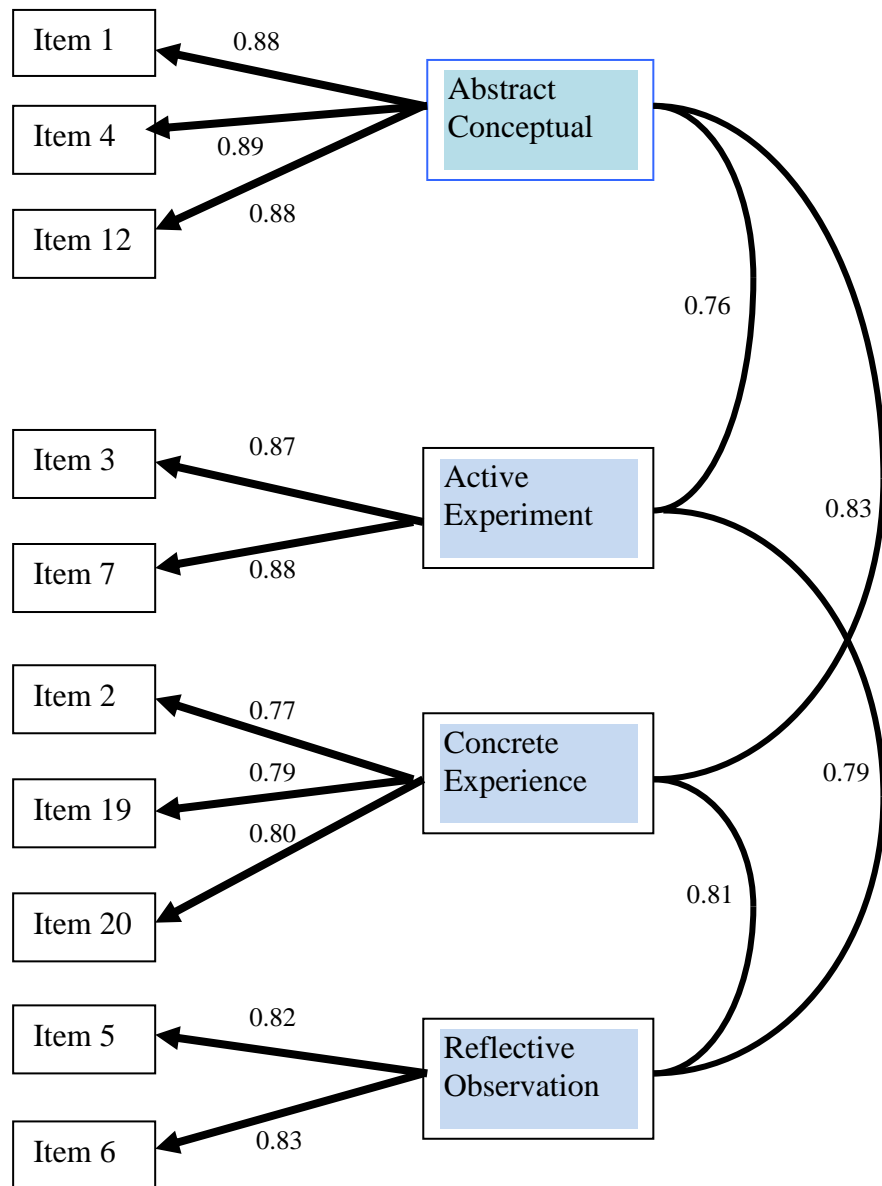 Item 1
0.88
Abstract
Conceptual
Item 4
0.89
Item 12
0.88
0.76
Item 3
0.87
Active
Experiment
0.83
Item 7
0.88
Item 2
0.77
Concrete
Experience
Item 19
0.79
0.79
0.80
Item 20
0.81
Item 5
0.82
Reflective
Observation
Item 6
0.83